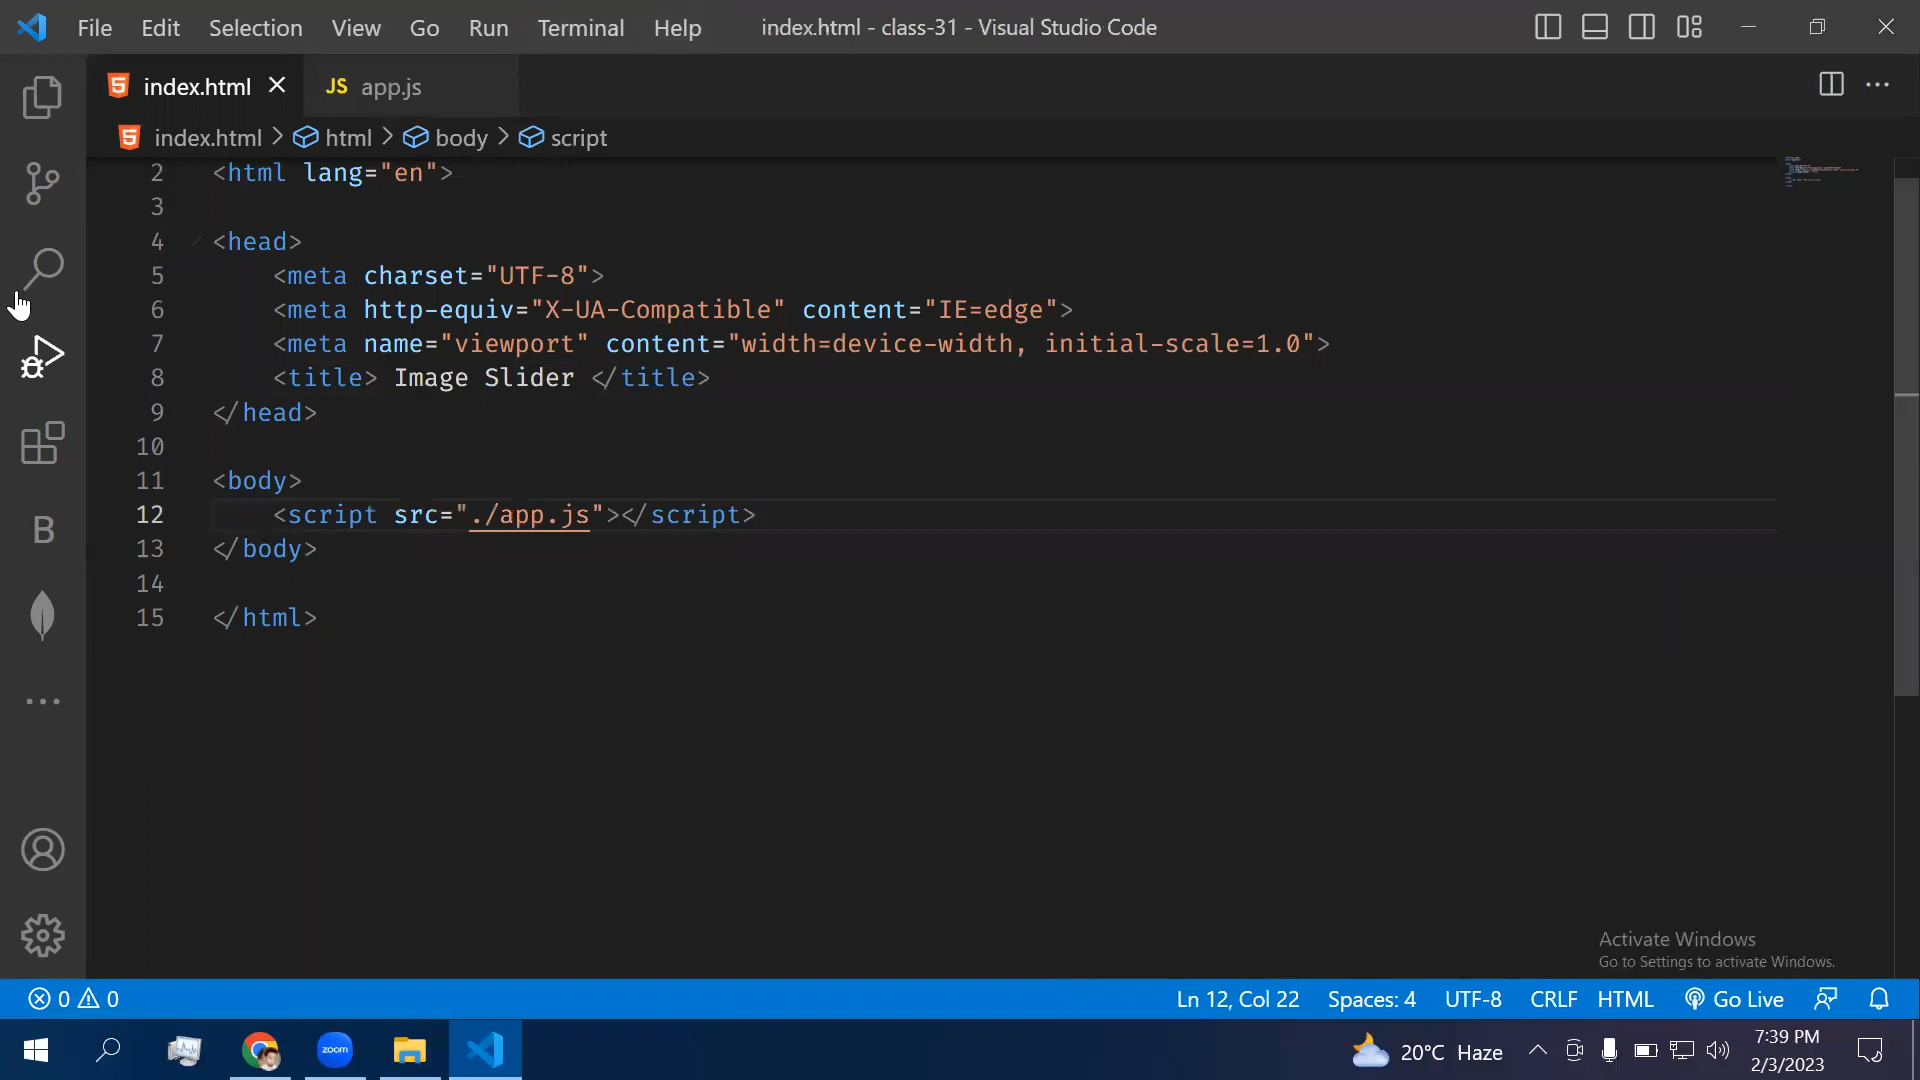 File Edit Selection View Go Run Terminal Help index.html - class-31 - Visual Studio Code
index.html JS app.js
index.html > html > body > script
2 <html lang="en">
3
4 <head>
5 <meta charset="UTF-8">
6 <meta http-equiv="X-UA-Compatible" content="IE=edge">
7 <meta name="viewport" content="width=device-width, initial-scale=1.0">
8 <title> Image Slider </title>
9 </head>
10
11 <body>
12 <script src="./app.js"></script>
13 </body>
14
15 </html>
B
Activate Windows
Go to Settings to activate Windows.
0 0 Ln 12, Col 22 Spaces: 4 UTF-8 CRLF HTML Go Live
zoom 20°C Haze 7:39 PM
2/3/2023